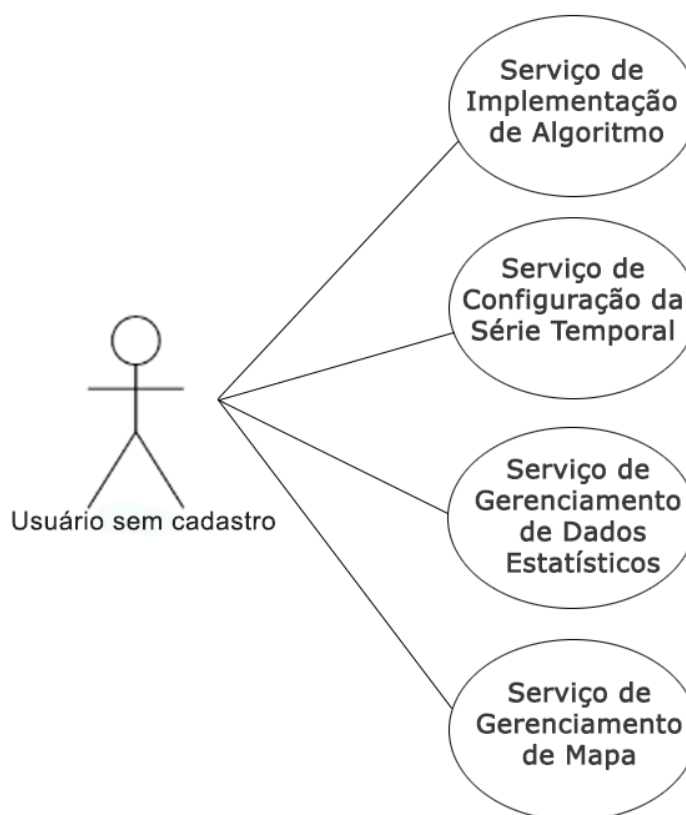 Serviço de
Implementação
de Algoritmo
Serviço de
Configuração da
Série Temporal
Serviço de
Gerenciamento
de Dados
Estatísticos
Usuário sem cadastro
Serviço de
Gerenciamento
de Mapa